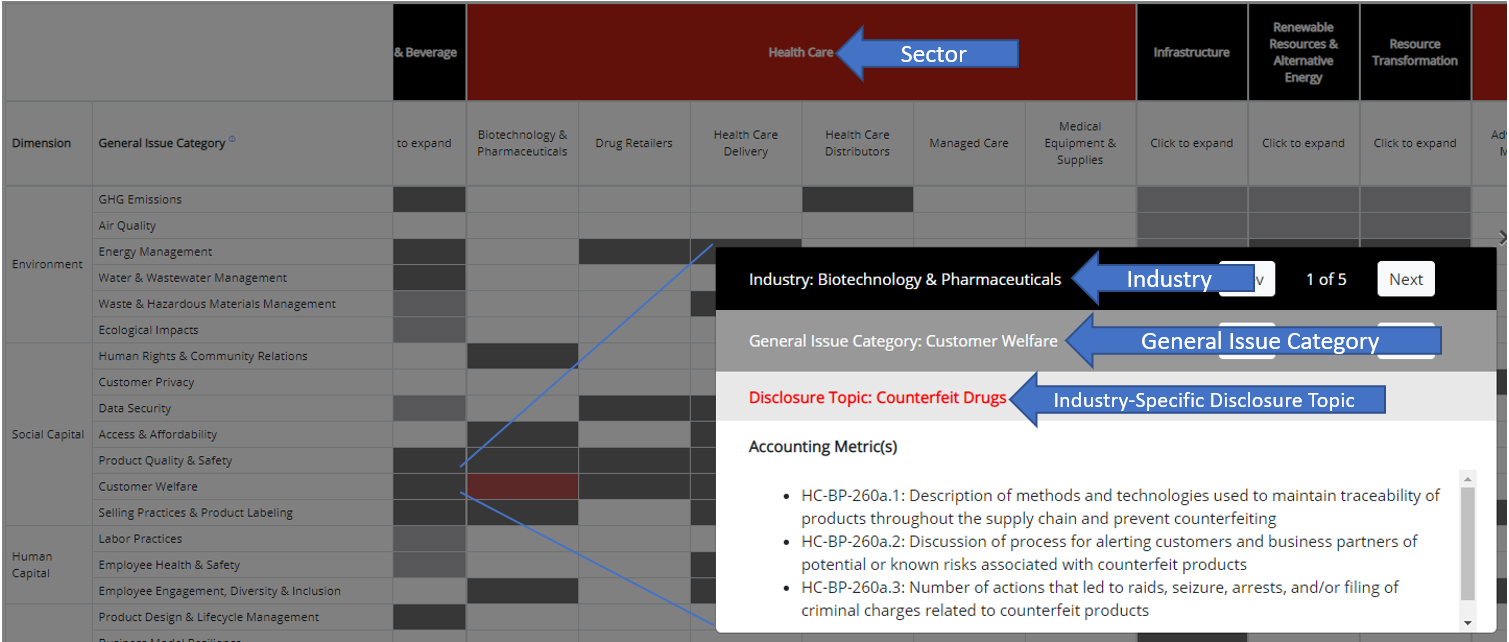 & Beverage
Health Care
Sector
Infrastructure
Renewable
Resources &
Alternative
Energy
Resource
Transformation
Dimension
General Issue Category
to expand
Biotechnology &
Pharmaceuticals
Drug Retailers
Health Care
Delivery
Health Care
Distributors
Managed Care
Medical
Equipment &
Supplies
Click to expand
Click to expand
Click to expand
Environment
GHG Emissions
Air Quality
Energy Management
Water & Wastewater Management
Waste & Hazardous Materials Management
Ecological Impacts
Social Capital
Human Rights & Community Relations
Customer Privacy
Data Security
Access & Affordability
Product Quality & Safety
Customer Welfare
Selling Practices & Product Labeling
Human
Capital
Labor Practices
Employee Health & Safety
Employee Engagement, Diversity & Inclusion
Product Design & Lifecycle Management
Industry: Biotechnology & Pharmaceuticals
Industry
1 of 5
Next
General Issue Category: Customer Welfare
General Issue Category
Disclosure Topic: Counterfeit Drugs
Industry-Specific Disclosure Topic
Accounting Metric(s)
• HC-BP-260a.1: Description of methods and technologies used to maintain traceability of
products throughout the supply chain and prevent counterfeiting
• HC-BP-260a.2: Discussion of process for alerting customers and business partners of
potential or known risks associated with counterfeit products
• HC-BP-260a.3: Number of actions that led to raids, seizure, arrests, and/or filing of
criminal charges related to counterfeit products